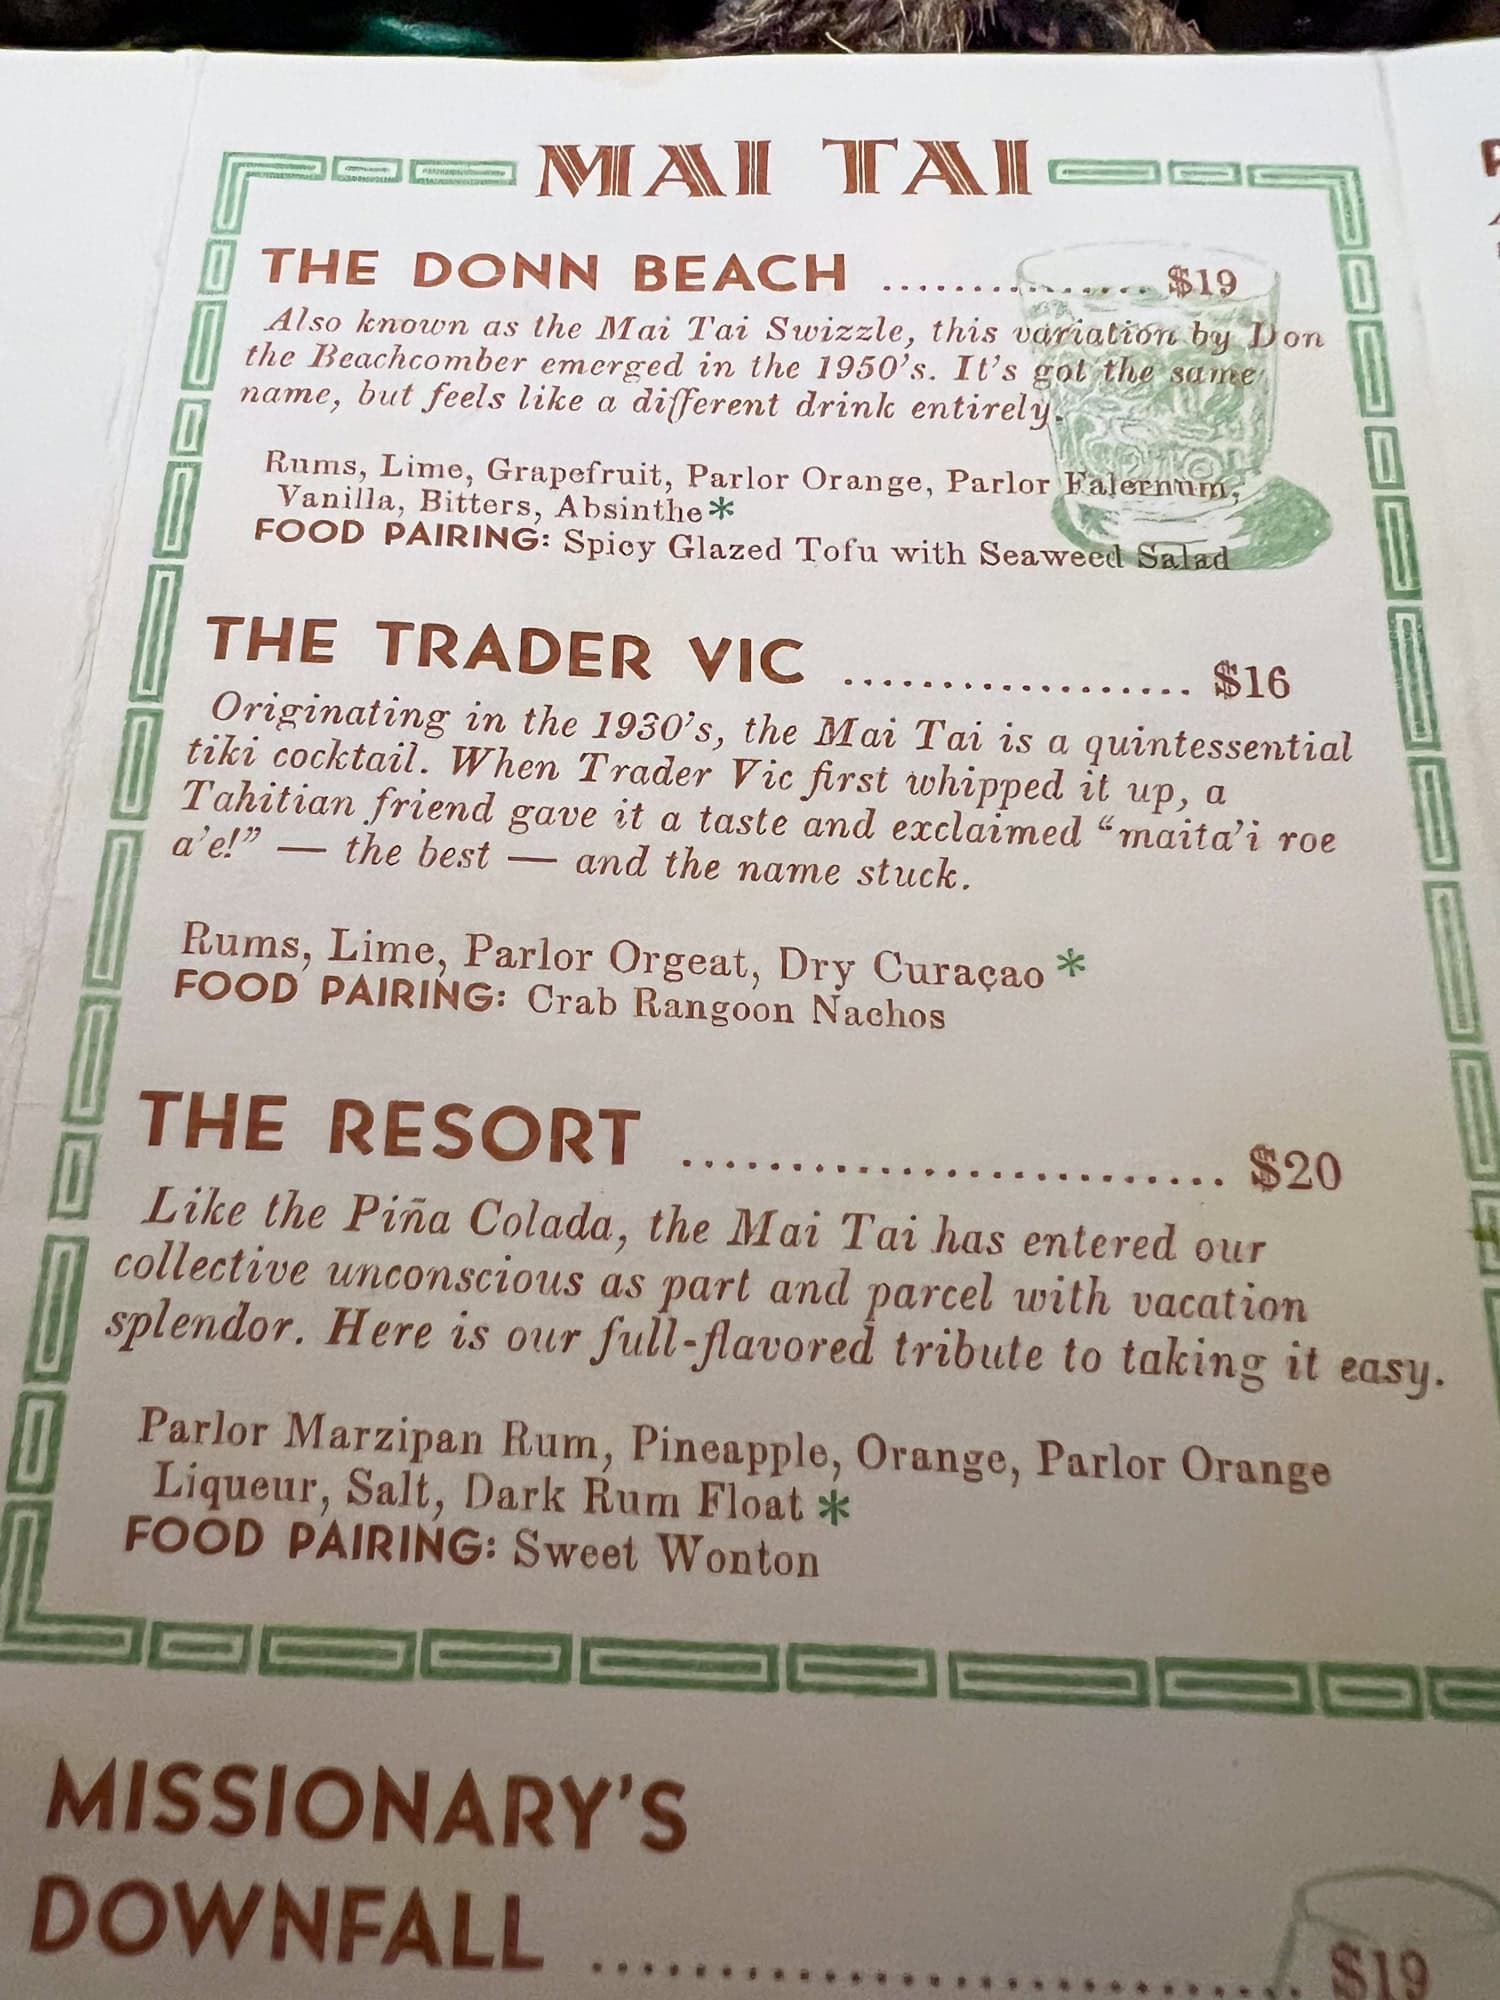 MAI TAI
THE DONN BEACH .................. $19
Also known as the Mai Tai Swizzle, this variation by Don
the Beachcomber emerged in the 1950's. It's got the same
name, but feels like a different drink entirely.
Rums, Lime, Grapefruit, Parlor Orange, Parlor Falernum,
Vanilla, Bitters, Absinthe*
FOOD PAIRING: Spicy Glazed Tofu with Seaweed Salad
THE TRADER VIC .................. $16
Originating in the 1930's, the Mai Tai is a quintessential
tiki cocktail. When Trader Vic first whipped it up, a
Tahitian friend gave it a taste and exclaimed “maita'i roe
a'e!” — the best — and the name stuck.
Rums, Lime, Parlor Orgeat, Dry Curaçao *
FOOD PAIRING: Crab Rangoon Nachos
THE RESORT ......................... $20
Like the Piña Colada, the Mai Tai has entered our
collective unconscious as part and parcel with vacation
splendor. Here is our full-flavored tribute to taking it easy.
Parlor Marzipan Rum, Pineapple, Orange, Parlor Orange
Liqueur, Salt, Dark Rum Float *
FOOD PAIRING: Sweet Wonton
MISSIONARY'S
DOWNFALL ............................... $19